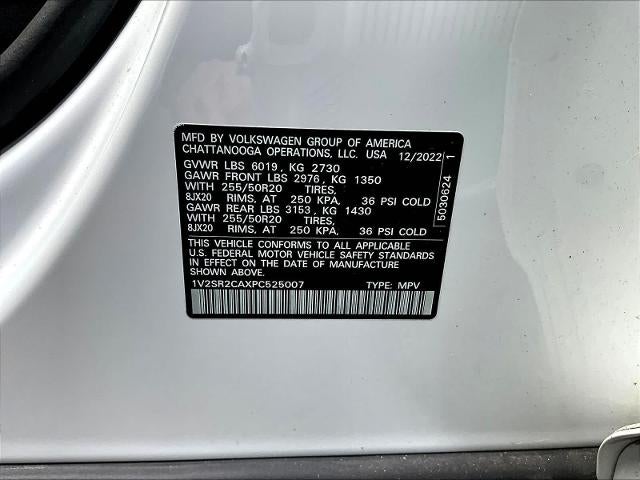 MFD BY VOLKSWAGEN GROUP OF AMERICA
CHATTANOOGA OPERATIONS, LLC. USA 12/2022
GVWR LBS 6019, KG 2730
GAWR FRONT LBS 2976, KG 1350
WITH 255/50R20 TIRES,
8JX20 RIMS, AT 250 KPA, 36 PSI COLD
GAWR REAR LBS 3153, KG 1430
WITH 255/50R20 TIRES,
8JX20 RIMS, AT 250 KPA, 36 PSI COLD
THIS VEHICLE CONFORMS TO ALL APPLICABLE
U.S. FEDERAL MOTOR VEHICLE SAFETY STANDARDS
IN EFFECT ON THE DATE OF MANUFACTURE
SHOWN ABOVE.
1V2SR2CAXPC525007 TYPE: MPV
5030624 1